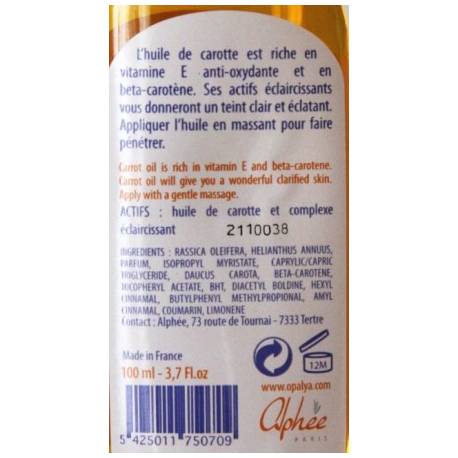 L'huile de carotte est riche en
vitamine E anti-oxydante et en
beta-carotène. Ses actifs éclaircissants
vous donneront un teint clair et éclatant.
Appliquer l'huile en massant pour faire
pénétrer.
Carrot oil is rich in vitamin E and beta-carotene.
Carrot oil will give you a wonderful clarified skin.
Apply with a gentle massage.
ACTIFS : huile de carotte et complexe
éclaircissant 2110038
INGREDIENTS : RASSICA OLEIFERA, HELIANTHUS ANNUUS,
PARFUM, ISOPROPYL MYRISTATE, CAPRYLIC/CAPRIC
TRIGLYCERIDE, DAUCUS CAROTA, BETA-CAROTENE,
TOCOPHERYL ACETATE, BHT, DIACETYL BOLDINE, HEXYL
CINNAMAL, BUTYLPHENYL METHYLPROPIONAL, AMYL
CINNAMAL, COUMARIN, LIMONENE
Contact : Alphée, 73 route de Tournai - 7333 Tertre
Made in France
100 ml - 3,7 Fl.oz
12M
www.opalya.com
alphée
PARIS
5 425011 750709